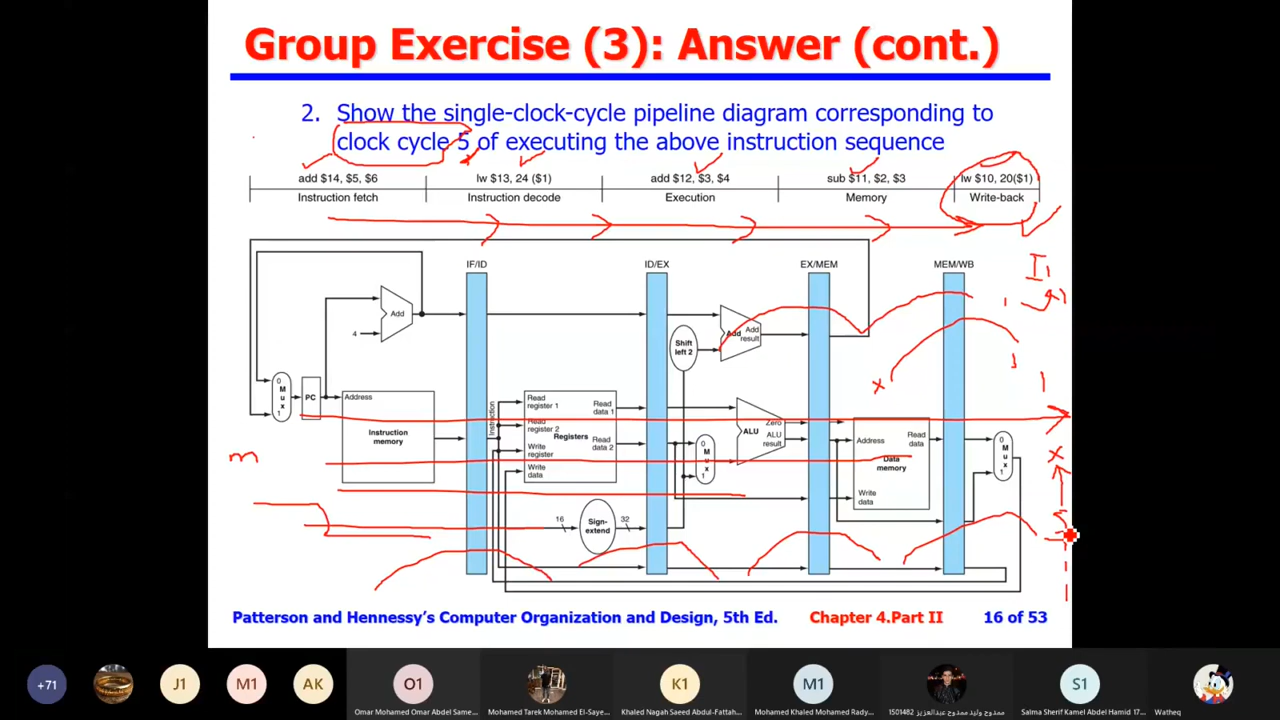 Group Exercise (3): Answer (cont.)
2. Show the single-clock-cycle pipeline diagram corresponding to
clock cycle 5 of executing the above instruction sequence
add $14, $5, $6 lw $13, 24 ($1) add $12, $3, $4 sub $11, $2, $3 lw $10, 20($1)
Instruction fetch Instruction decode Execution Memory Write-back
IF/ID ID/EX EX/MEM MEM/WB
I1
Add
4
Shift
left 2
Add
Add
result
0
M
u
x
1
PC
Address
Instruction
memory
Instruction
Read
register 1
Read
register 2
Write
register
Write
data
Registers
Read
data 1
Read
data 2
0
M
u
x
1
ALU
Zero
ALU
result
Address
Read
data
Data
memory
Write
data
0
M
u
x
1
m
x
x
16
Sign-
extend
32
Patterson and Hennessy's Computer Organization and Design, 5th Ed. Chapter 4.Part II 16 of 53
+71 J1 M1 AK O1 K1 M1 S1
Omar Mohamed Omar Abdel Same... Mohamed Tarek Mohamed El-Saye... Khaled Nagah Saeed Abdul-Fattah... Mohamed Khaled Mohamed Rady... ممدوح وليد ممدوح عبدالعزيز 1501482 Salma Sherif Kamel Abdel Hamid 17... Watheq